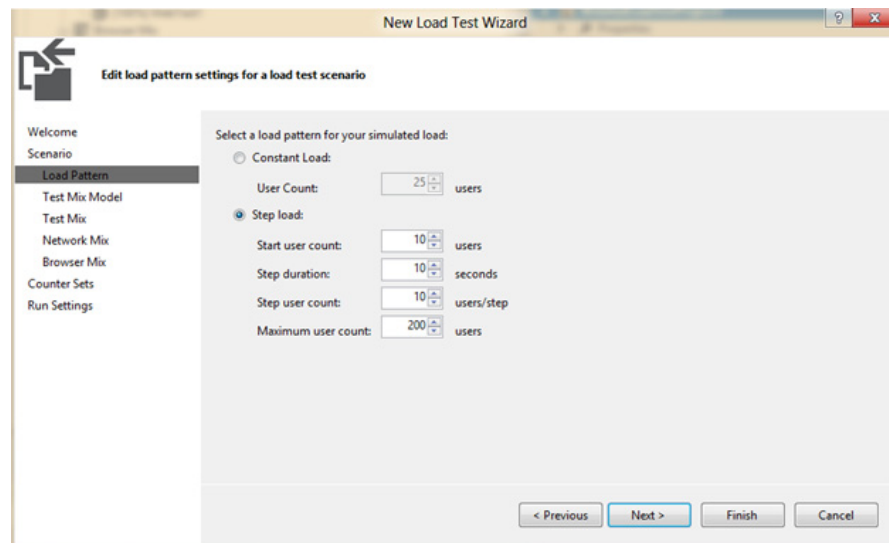 New Load Test Wizard
Edit load pattern settings for a load test scenario
Welcome
Scenario
Load Pattern
Test Mix Model
Test Mix
Network Mix
Browser Mix
Counter Sets
Run Settings
Select a load pattern for your simulated load:
Constant Load:
User Count: 25 users
Step load:
Start user count: 10 users
Step duration: 10 seconds
Step user count: 10 users/step
Maximum user count: 200 users
< Previous Next > Finish Cancel